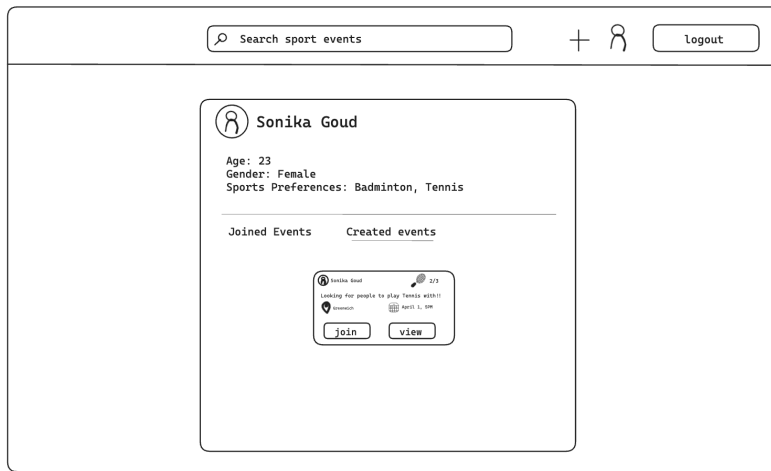 Search sport events
logout
Sonika Goud
Age: 23
Gender: Female
Sports Preferences: Badminton, Tennis
Joined Events Created events
Sonika Goud 2/3
Looking for people to play Tennis with!!
Greenwich April 1, 5PM
join view